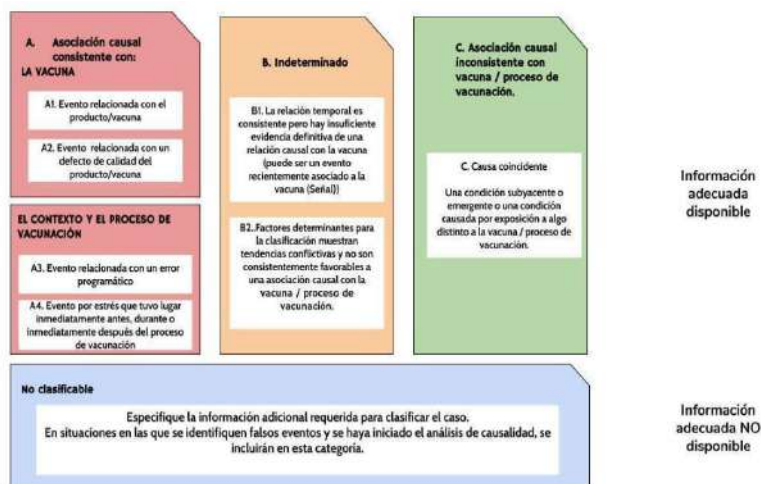 A. Asociación causal
consistente con:
LA VACUNA
A1. Evento relacionada con el
producto/vacuna
A2. Evento relacionada con un
defecto de calidad del
producto/vacuna
EL CONTEXTO Y EL PROCESO DE
VACUNACIÓN
A3. Evento relacionada con un error
programático
A4. Evento por estrés que tuvo lugar
inmediatamente antes, durante o
inmediatamente después del proceso
de vacunación
B. Indeterminado
B1. La relación temporal es
consistente pero hay insuficiente
evidencia definitiva de una
relación causal con la vacuna
(puede ser un evento
recientemente asociado a la
vacuna (Señal))
B2..Factores determinantes para
la clasificación muestran
tendencias conflictivas y no son
consistentemente favorables a
una asociación causal con la
vacuna / proceso de
vacunación.
C. Asociación causal
inconsistente con
vacuna / proceso de
vacunación.
C. Causa coincidente
Una condición subyacente o
emergente o una condición
causada por exposición a algo
distinto a la vacuna / proceso de
vacunación.
Información
adecuada
disponible
No clasificable
Especifique la información adicional requerida para clasificar el caso.
En situaciones en las que se identifiquen falsos eventos y se haya iniciado el análisis de causalidad, se
incluirán en esta categoría.
Información
adecuada NO
disponible